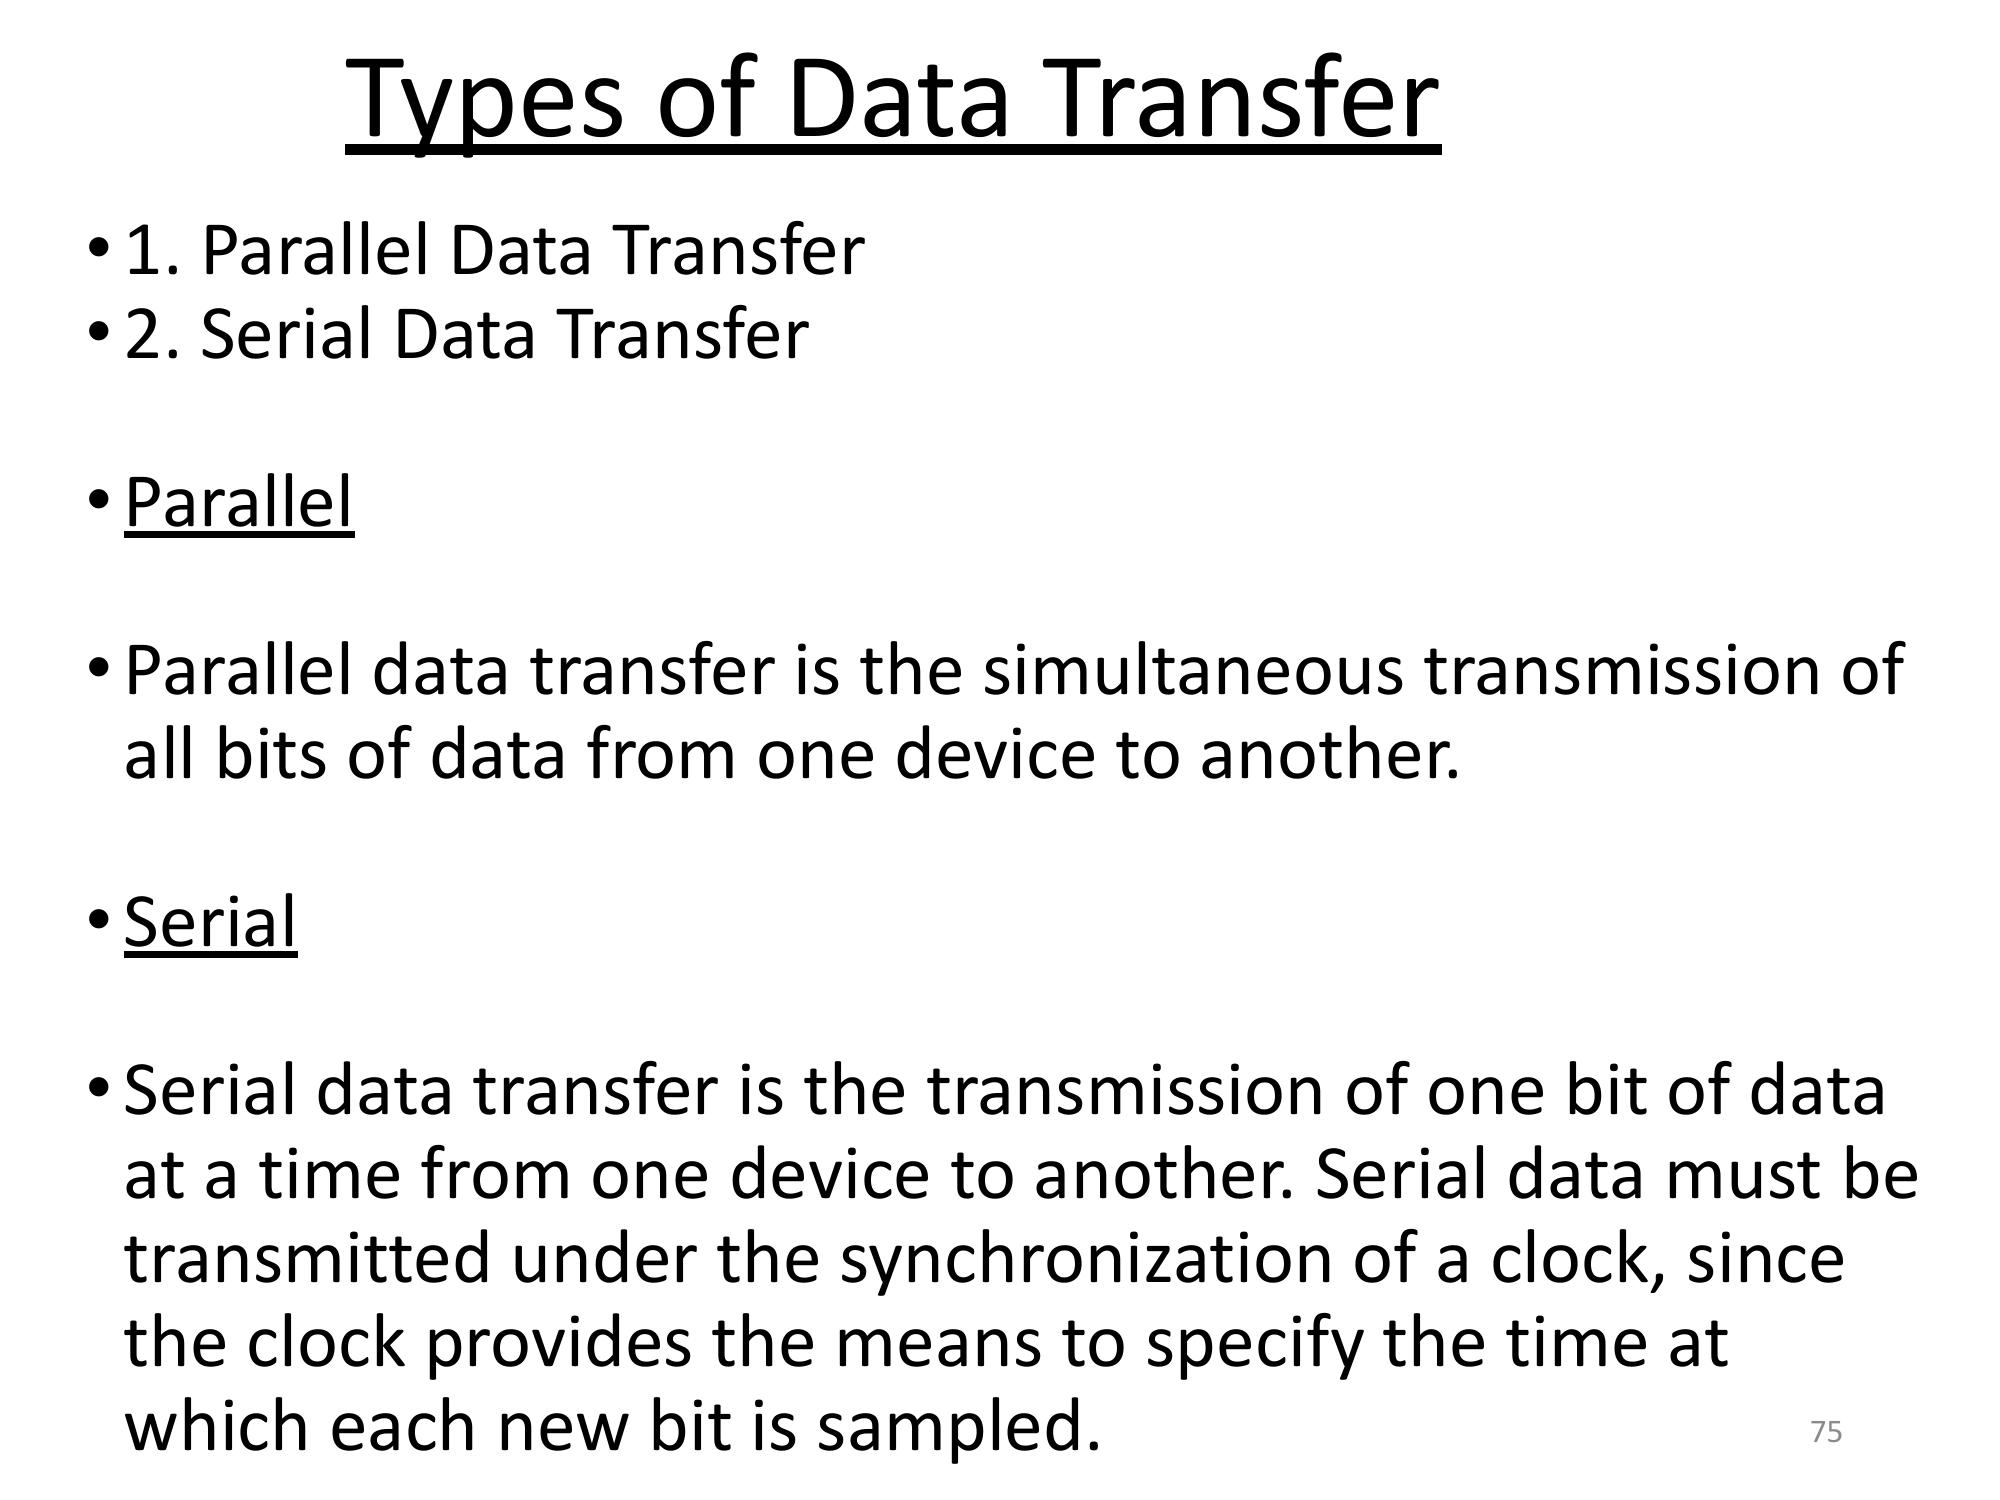 Types of Data Transfer
• 1. Parallel Data Transfer
• 2. Serial Data Transfer
• Parallel
• Parallel data transfer is the simultaneous transmission of
all bits of data from one device to another.
• Serial
• Serial data transfer is the transmission of one bit of data
at a time from one device to another. Serial data must be
transmitted under the synchronization of a clock, since
the clock provides the means to specify the time at
which each new bit is sampled.
75